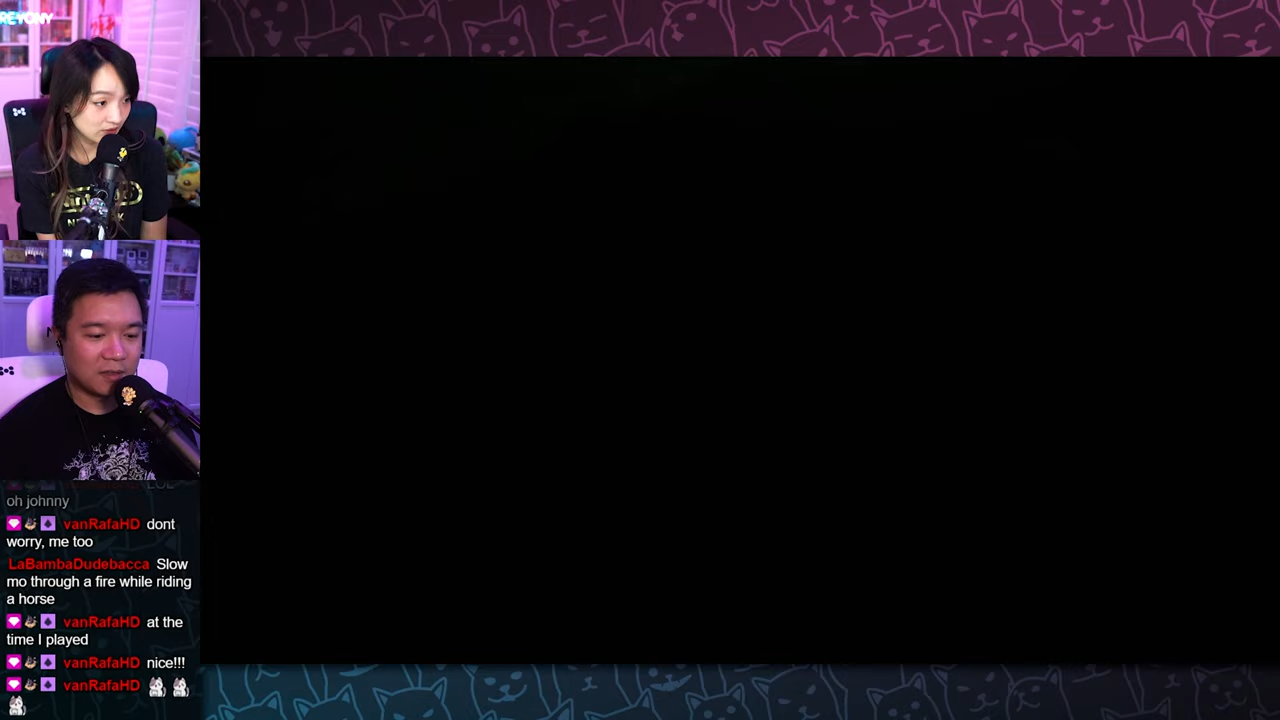 oh johnny
vanRafaHD dont
worry, me too
LaBambaDudebacca Slow
mo through a fire while riding
a horse
vanRafaHD at the
time I played
vanRafaHD nice!!!
vanRafaHD